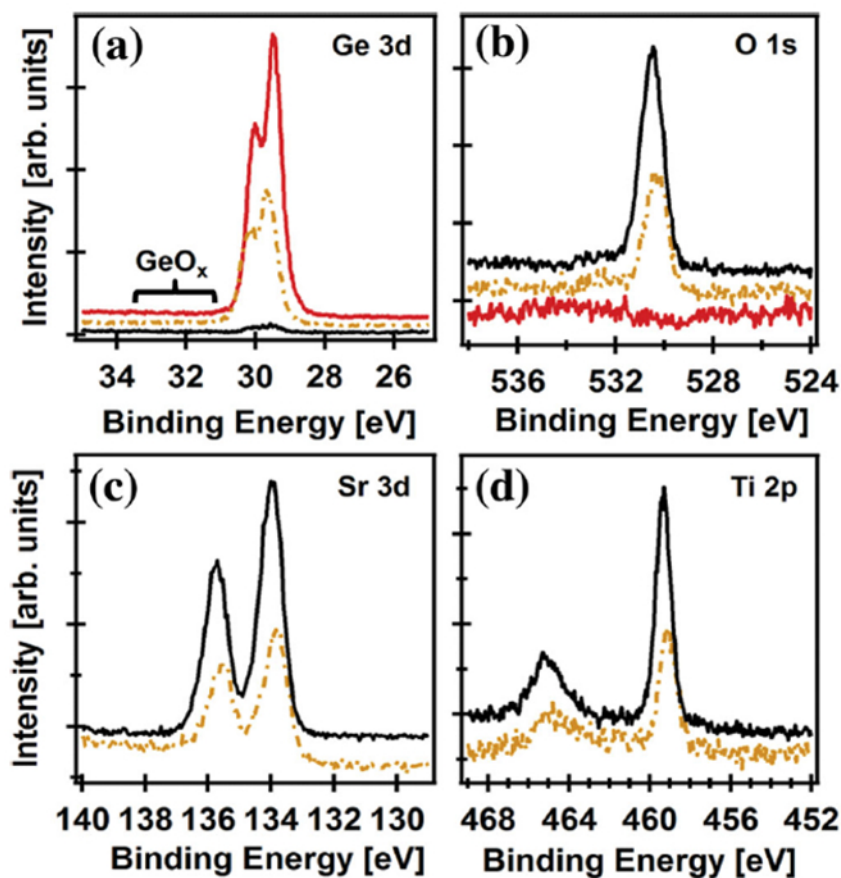 (a) Ge 3d
GeOₓ
Intensity [arb. units]
34 32 30 28 26
Binding Energy [eV]
(b) O 1s
536 532 528 524
Binding Energy [eV]
(c) Sr 3d
Intensity [arb. units]
140 138 136 134 132 130
Binding Energy [eV]
(d) Ti 2p
468 464 460 456 452
Binding Energy [eV]